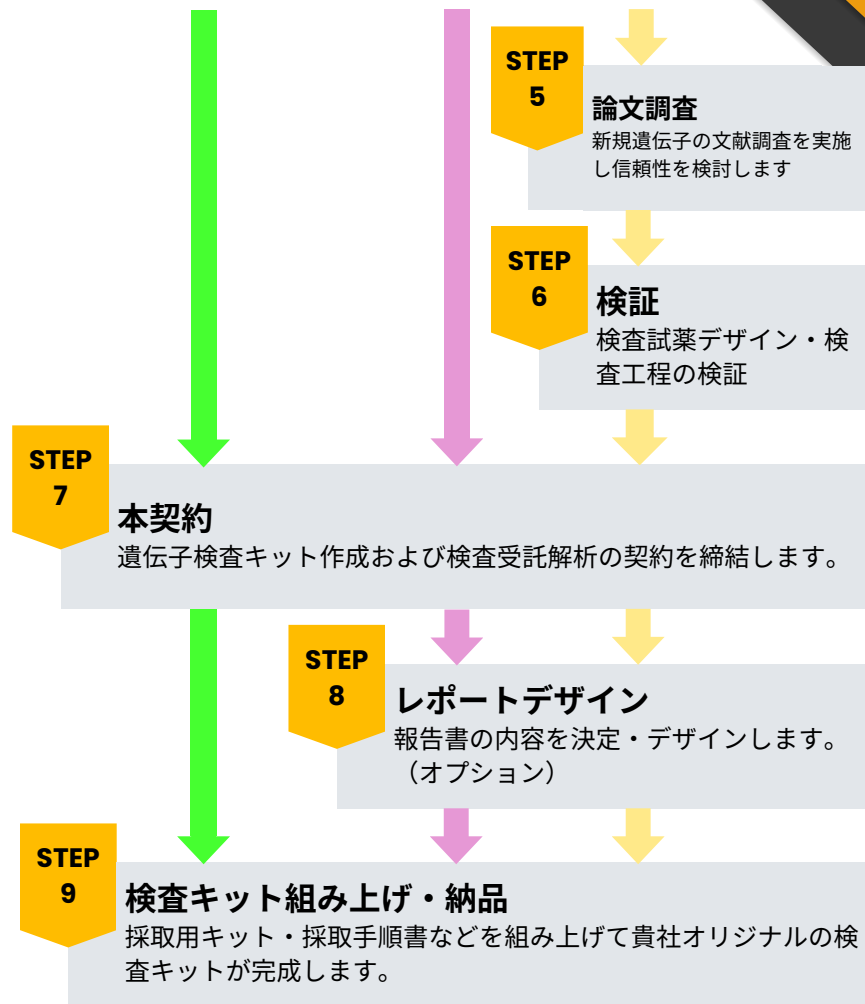 STEP
5
論文調査
新規遺伝子の文献調査を実施
し信頼性を検討します
STEP
6
検証
検査試薬デザイン・検
査工程の検証
STEP
7
本契約
遺伝子検査キット作成および検査受託解析の契約を締結します。
STEP
8
レポートデザイン
報告書の内容を決定・デザインします。
（オプション）
STEP
9
検査キット組み上げ・納品
採取用キット・採取手順書などを組み上げて貴社オリジナルの検
査キットが完成します。